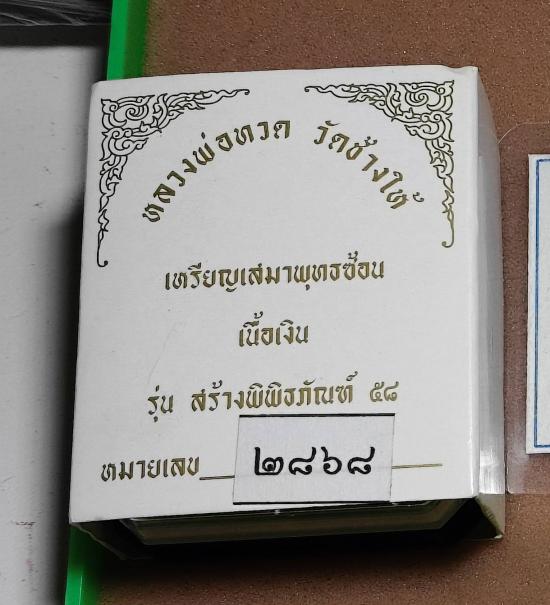 หลวงพ่อทวด วัดช้างให้
เหรียญเสมาพุทธซ้อน
เนื้อเงิน
รุ่น สร้างพิพิธภัณฑ์ ๕๘
หมายเลข ๒๘๖๘